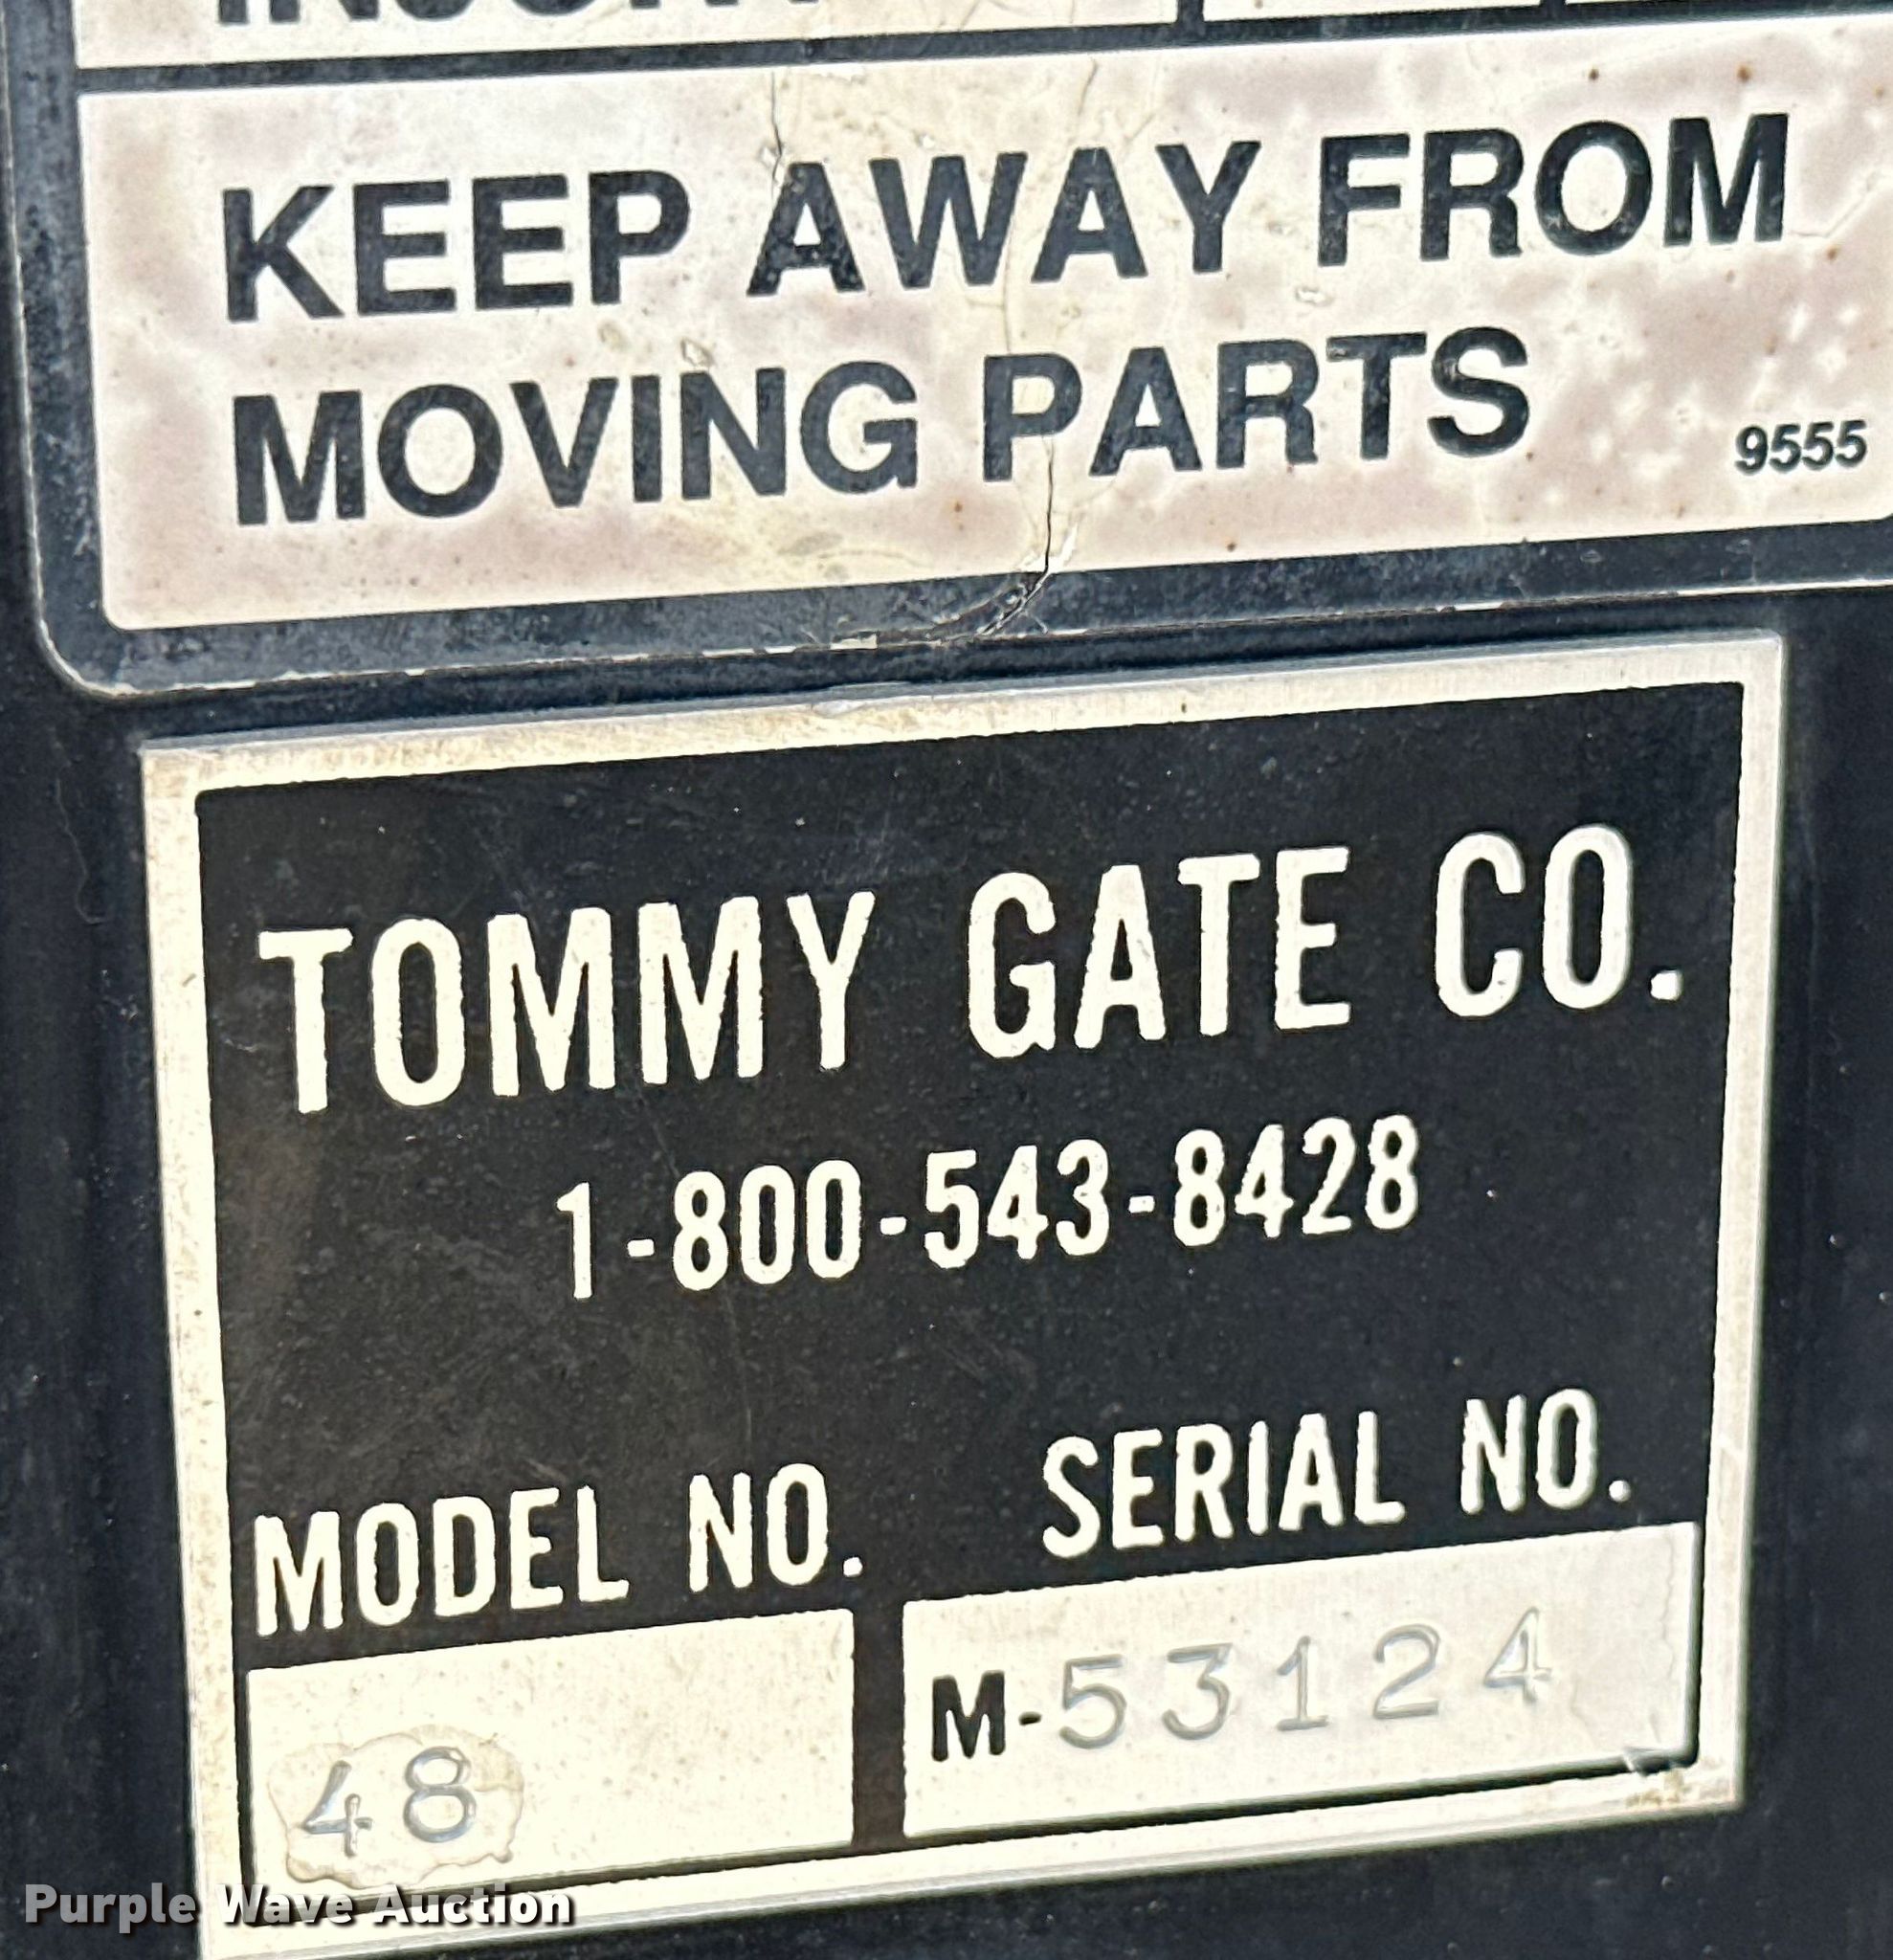 INJURY
KEEP AWAY FROM
MOVING PARTS
9555
TOMMY GATE CO.
1-800-543-8428
MODEL NO. SERIAL NO.
48 M-53124
Purple Wave Auction